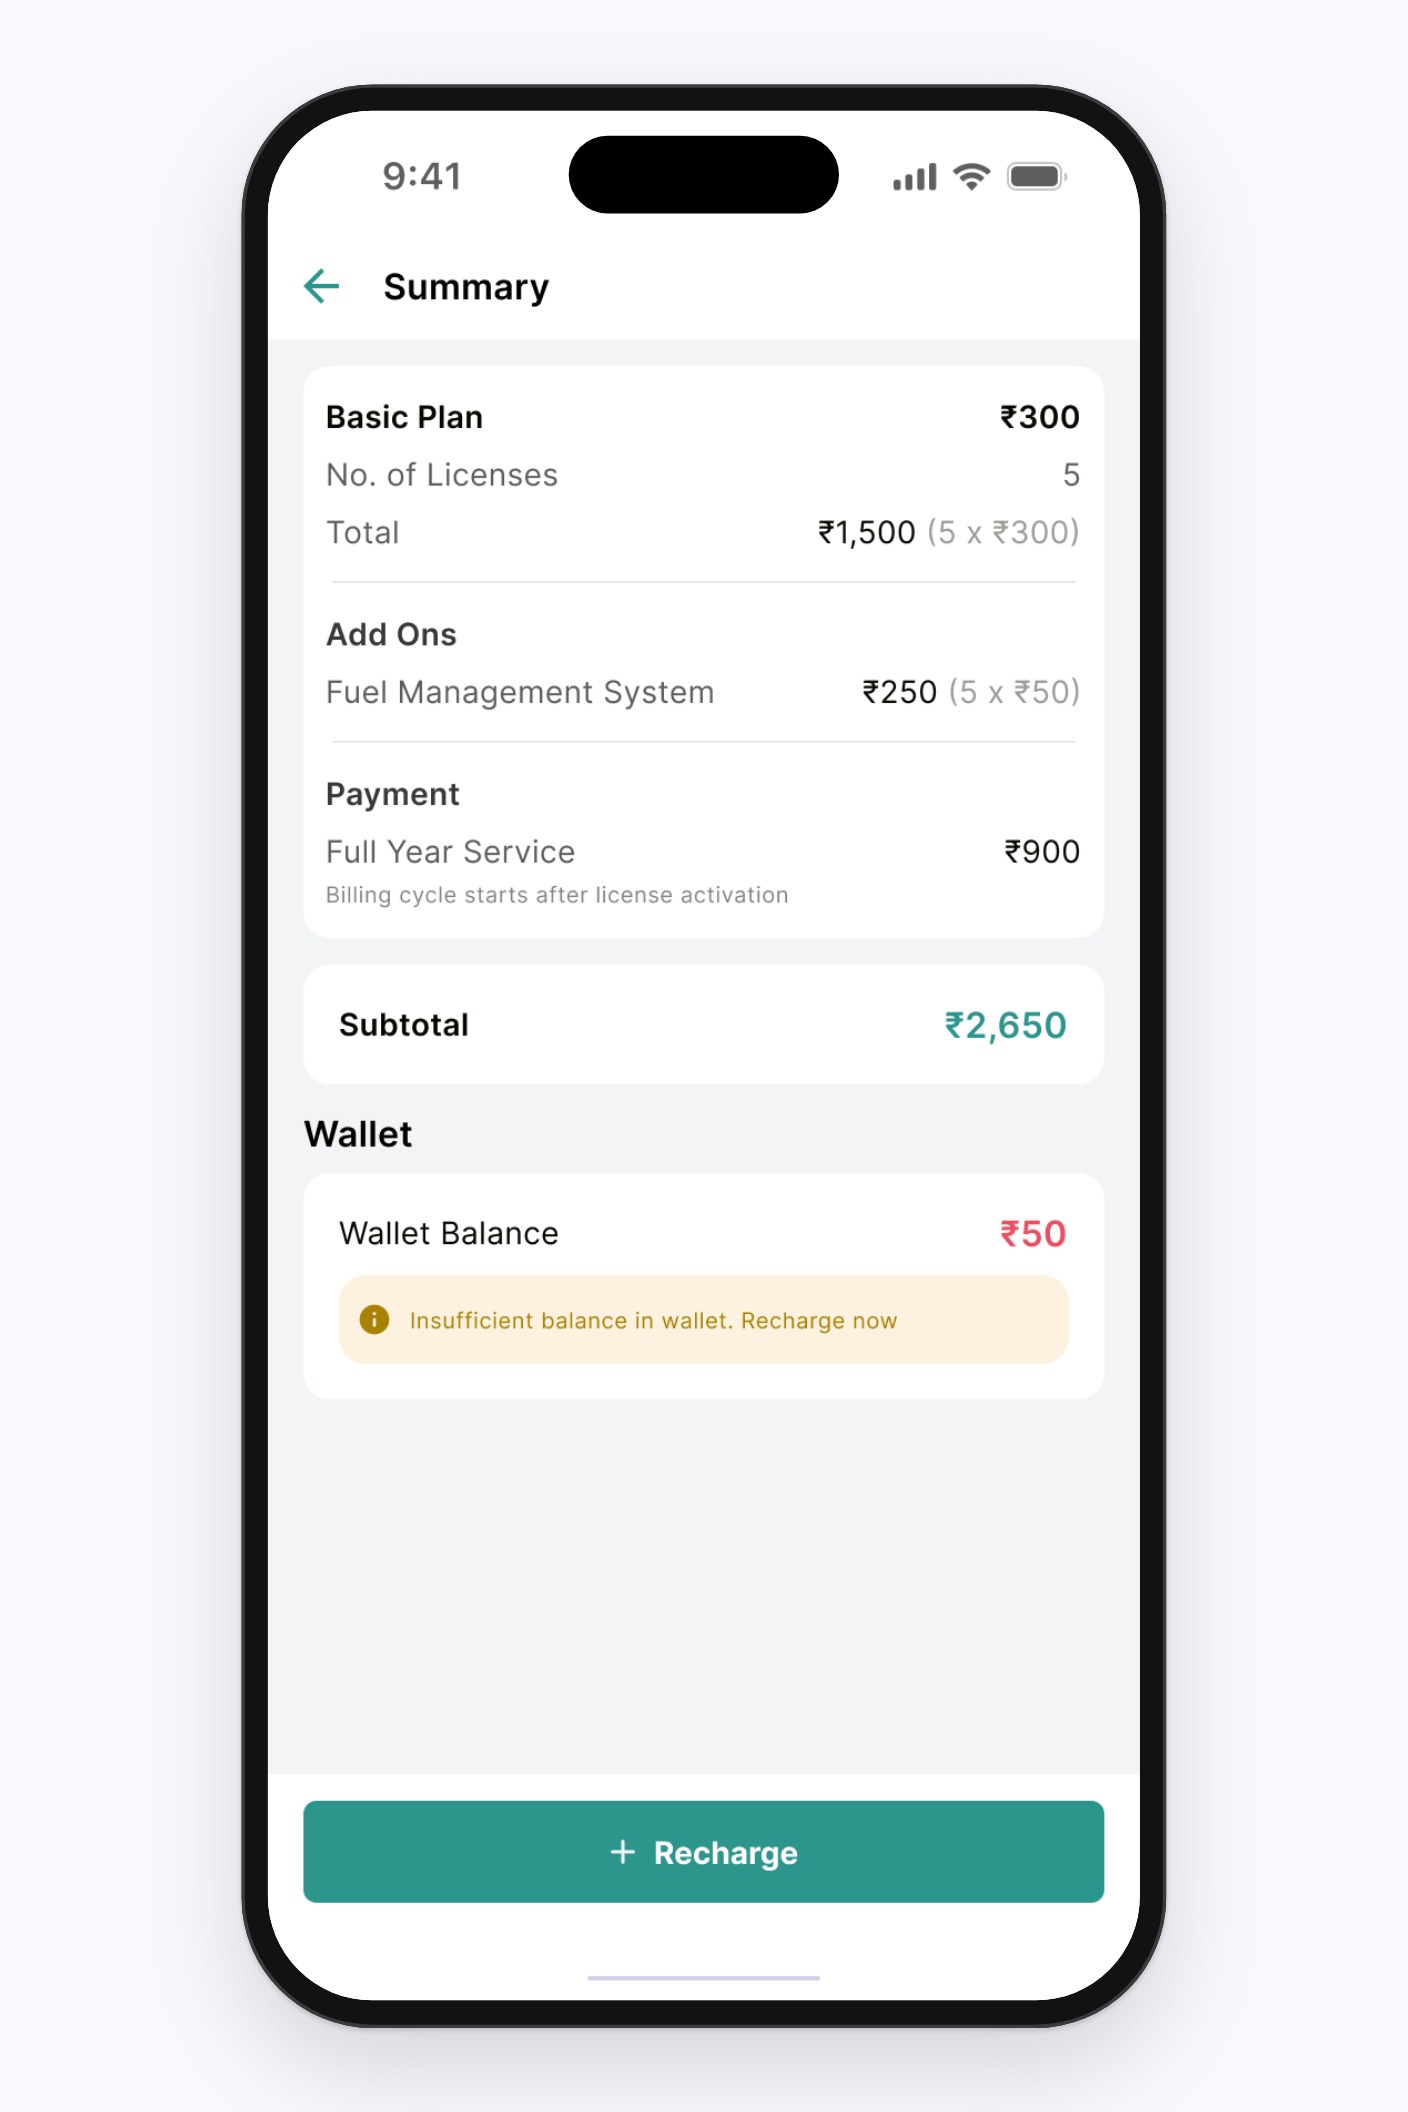 9:41
Summary
Basic Plan ₹300
No. of Licenses 5
Total ₹1,500 (5 x ₹300)
Add Ons
Fuel Management System ₹250 (5 x ₹50)
Payment
Full Year Service ₹900
Billing cycle starts after license activation
Subtotal ₹2,650
Wallet
Wallet Balance ₹50
Insufficient balance in wallet. Recharge now
+ Recharge